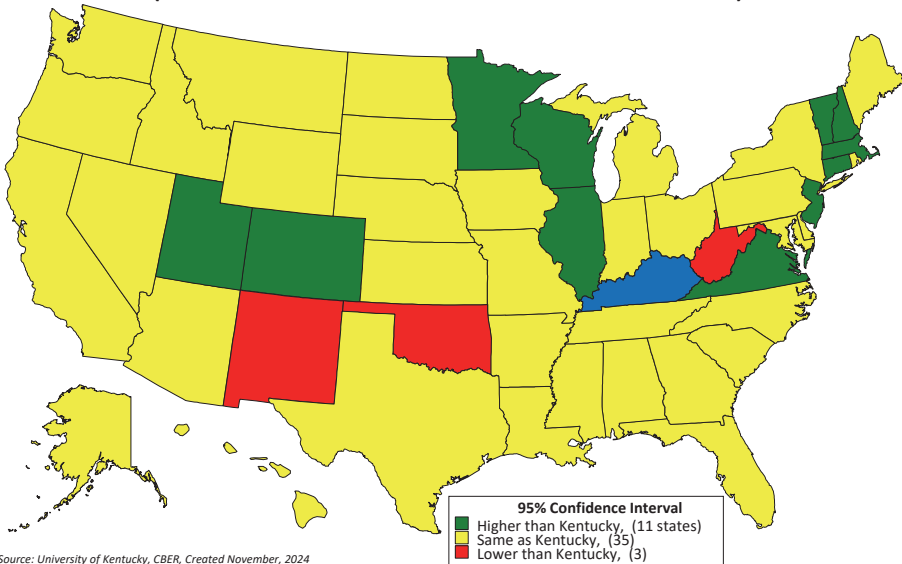 95% Confidence Interval
Higher than Kentucky, (11 states)
Same as Kentucky, (35)
Lower than Kentucky, (3)
Source: University of Kentucky, CBER, Created November, 2024